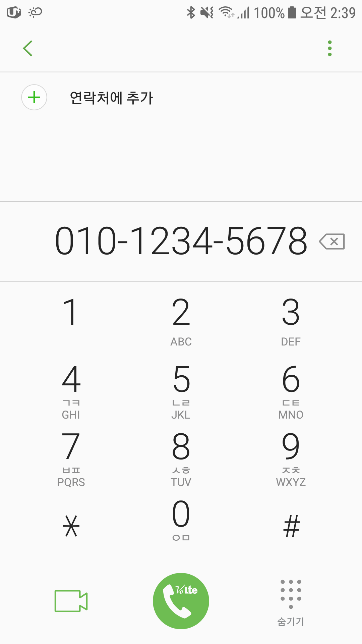 100% 오전 2:39
연락처에 추가
010-1234-5678
1 2 3
ABC DEF
4 5 6
ㄱㅋ ㄴㄹ ㄷㅌ
GHI JKL MNO
7 8 9
ㅂㅍ ㅅㅎ ㅈㅊ
PQRS TUV WXYZ
* 0 #
ㅇㅁ
숨기기